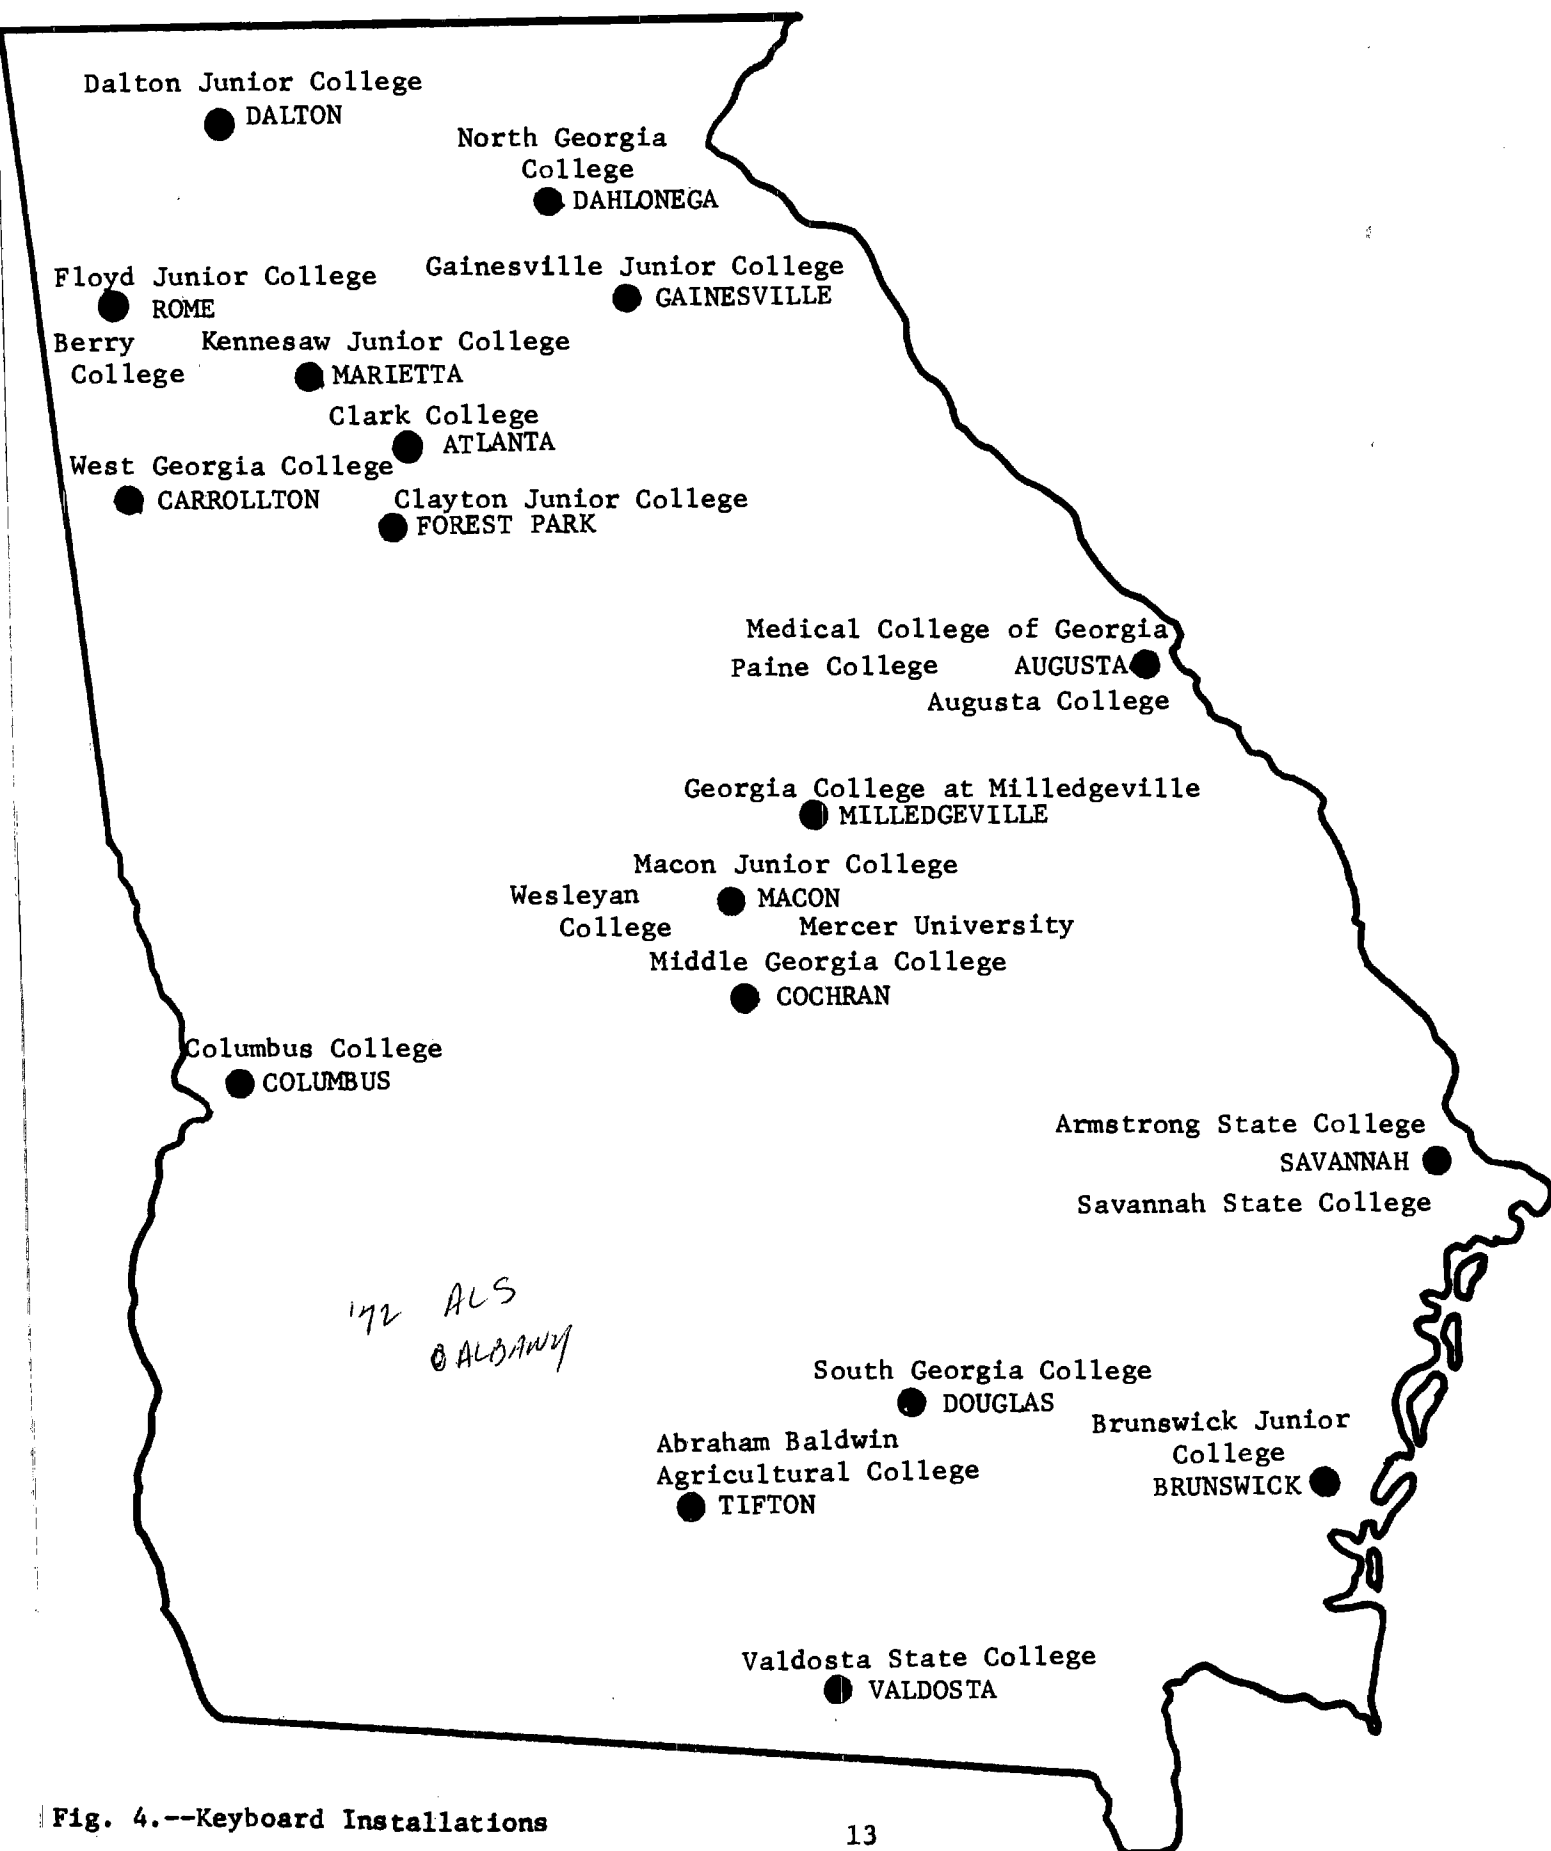 Dalton Junior College
DALTON
North Georgia
College
DAHLONEGA
Floyd Junior College
ROME
Berry
College
Gainesville Junior College
GAINESVILLE
Kennesaw Junior College
MARIETTA
Clark College
ATLANTA
West Georgia College
CARROLLTON
Clayton Junior College
FOREST PARK
Medical College of Georgia
Paine College AUGUSTA
Augusta College
Georgia College at Milledgeville
MILLEDGEVILLE
Macon Junior College
Wesleyan
College
MACON
Mercer University
Middle Georgia College
COCHRAN
Columbus College
COLUMBUS
Armstrong State College
SAVANNAH
Savannah State College
'72 ALS
ALBANY
South Georgia College
DOUGLAS
Brunswick Junior
College
BRUNSWICK
Abraham Baldwin
Agricultural College
TIFTON
Valdosta State College
VALDOSTA
Fig. 4.--Keyboard Installations
13